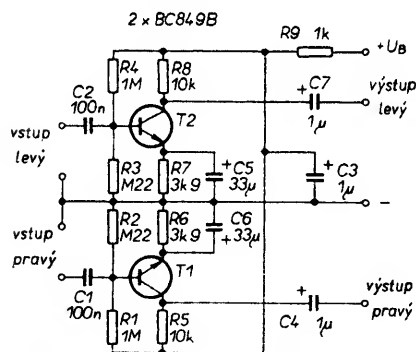 2 x BC849B
R9 1k
+UB
R4
1M
R8
10k
C7
výstup
levý
1µ
C2
100n
T2
vstup
levý
R3
M22
R7
3k9
C5
33µ
C3
1µ
–
R2
M22
R6
3k9
C6
33µ
vstup
pravý
T1
C1
100n
výstup
pravý
R1
1M
R5
10k
C4
1µ